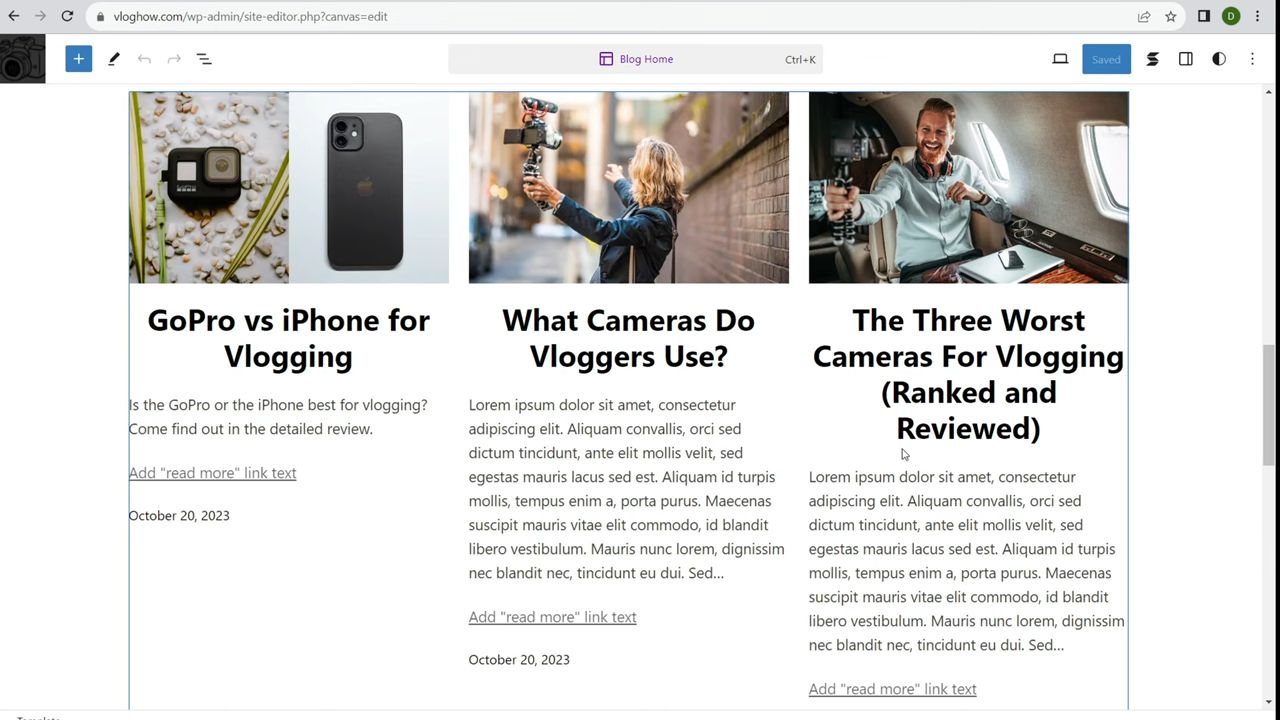 vloghow.com/wp-admin/site-editor.php?canvas=edit
D
Blog Home
Ctrl+K
Saved
GoPro vs iPhone for
Vlogging
Is the GoPro or the iPhone best for vlogging?
Come find out in the detailed review.
Add "read more" link text
October 20, 2023
What Cameras Do
Vloggers Use?
Lorem ipsum dolor sit amet, consectetur
adipiscing elit. Aliquam convallis, orci sed
dictum tincidunt, ante elit mollis velit, sed
egestas mauris lacus sed est. Aliquam id turpis
mollis, tempus enim a, porta purus. Maecenas
suscipit mauris vitae elit commodo, id blandit
libero vestibulum. Mauris nunc lorem, dignissim
nec blandit nec, tincidunt eu dui. Sed...
Add "read more" link text
October 20, 2023
The Three Worst
Cameras For Vlogging
(Ranked and
Reviewed)
Lorem ipsum dolor sit amet, consectetur
adipiscing elit. Aliquam convallis, orci sed
dictum tincidunt, ante elit mollis velit, sed
egestas mauris lacus sed est. Aliquam id turpis
mollis, tempus enim a, porta purus. Maecenas
suscipit mauris vitae elit commodo, id blandit
libero vestibulum. Mauris nunc lorem, dignissim
nec blandit nec, tincidunt eu dui. Sed...
Add "read more" link text
Template